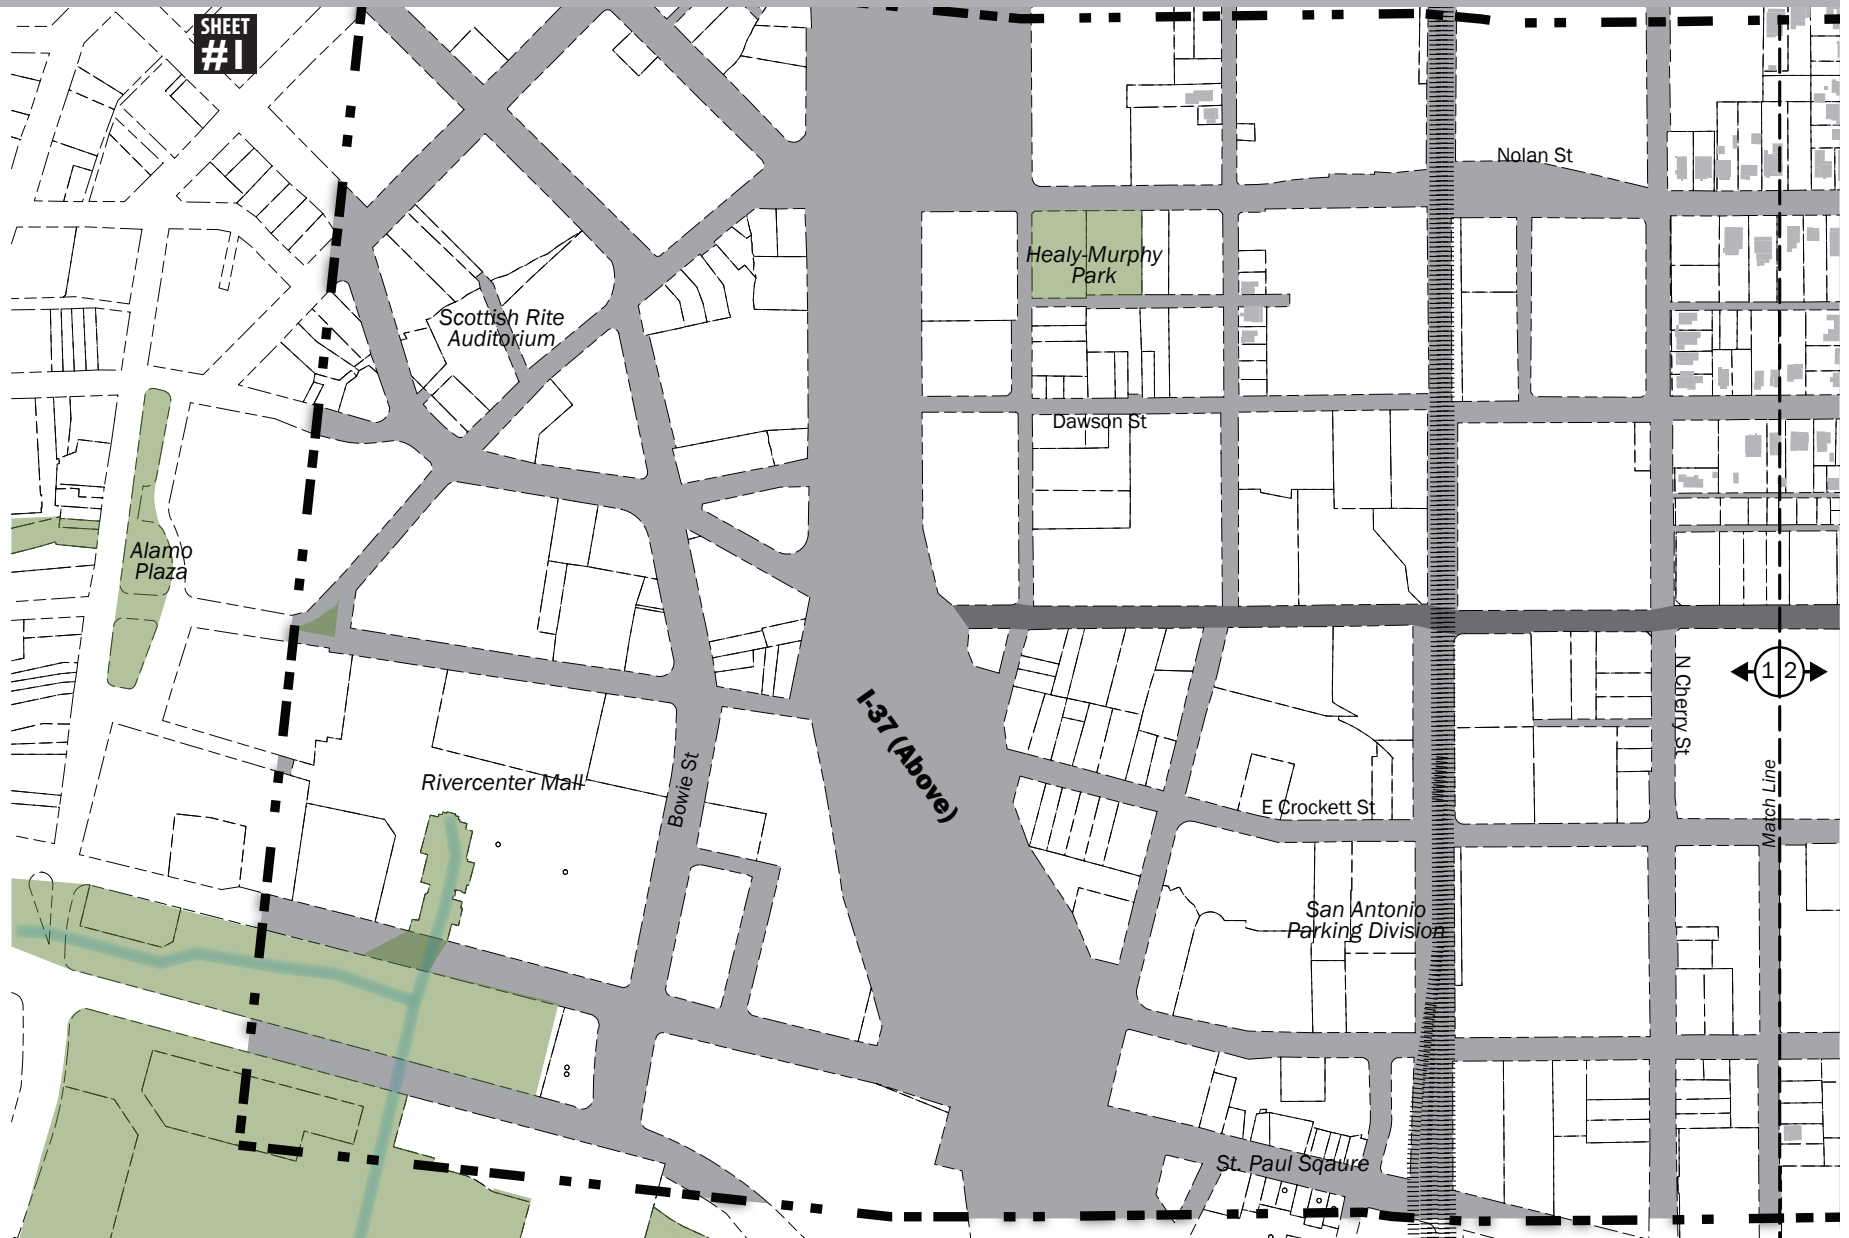 SHEET
#1
Nolan St
Healy-Murphy
Park
Scottish Rite
Auditorium
Dawson St
Alamo
Plaza
N Cherry St
1 2
I-37 (Above)
Bowie St
Rivercenter Mall
E Crockett St
Match Line
San Antonio
Parking Division
St. Paul Sqaure